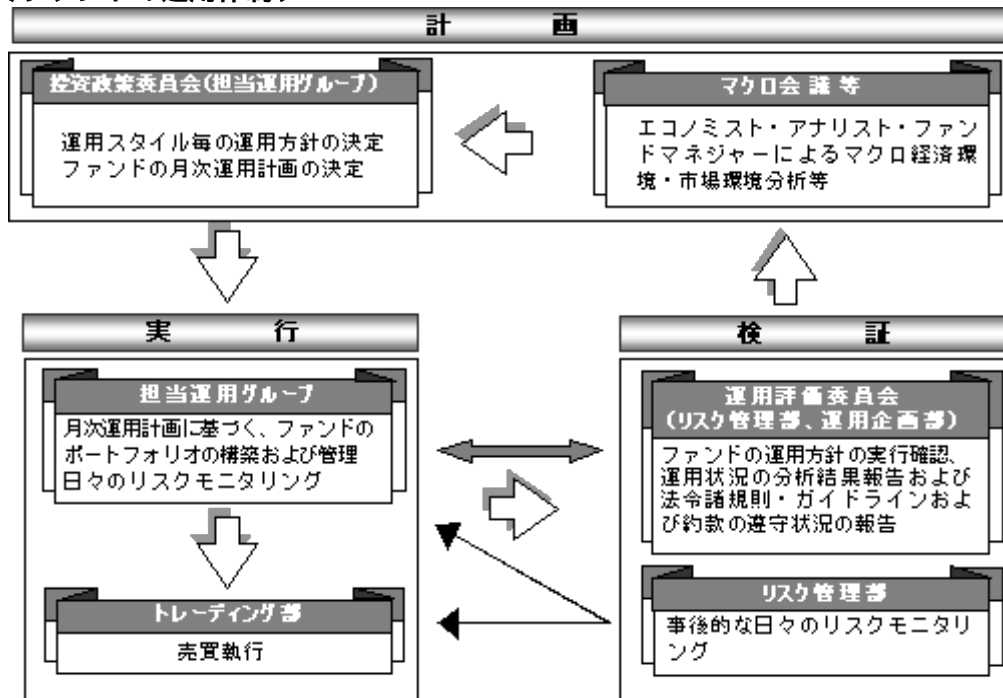 計 画
投資政策委員会(担当運用グループ)
運用スタイル毎の運用方針の決定
ファンドの月次運用計画の決定
マクロ会議等
エコノミスト・アナリスト・ファン
ドマネジャーによるマクロ経済環
境・市場環境分析等
実 行
担当運用グループ
月次運用計画に基づく、ファンドの
ポートフォリオの構築および管理
日々のリスクモニタリング
トレーディング部
売買執行
検 証
運用評価委員会
(リスク管理部、運用企画部)
ファンドの運用方針の実行確認、
運用状況の分析結果報告および
法令諸規則・ガイドラインおよ
び約款の遵守状況の報告
リスク管理部
事後的な日々のリスクモニタリ
ング